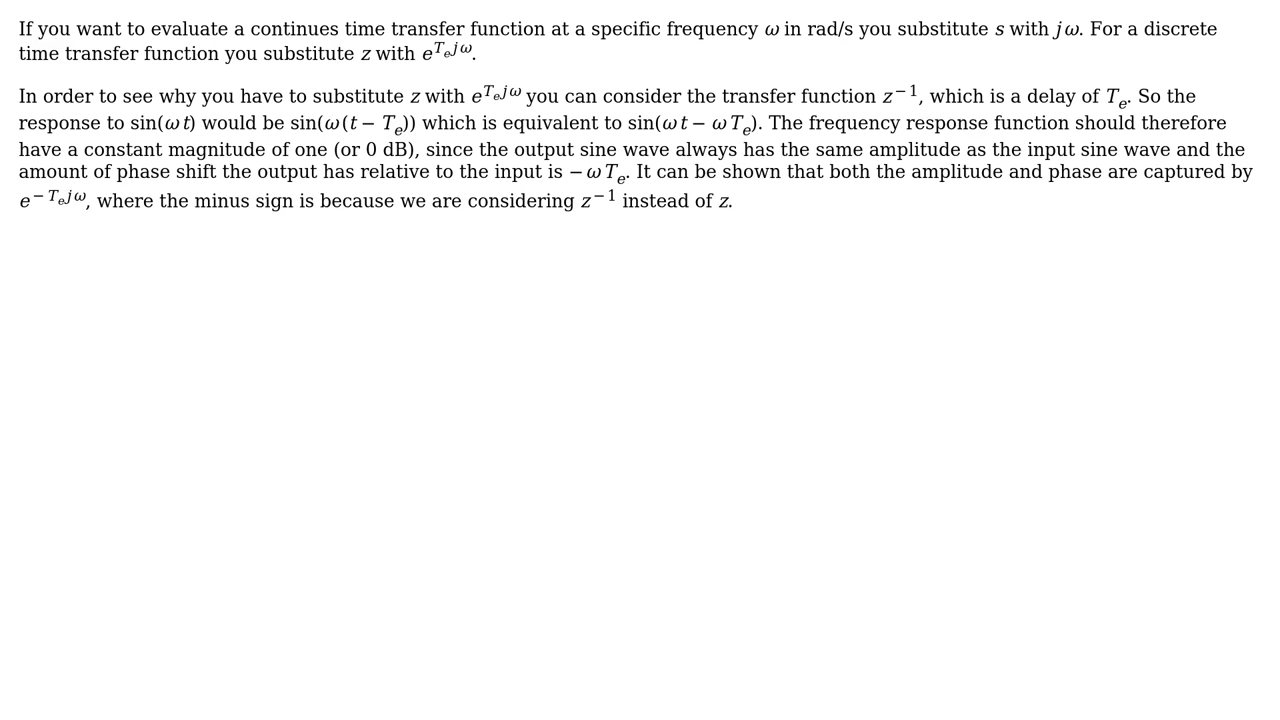 If you want to evaluate a continues time transfer function at a specific frequency ω in rad/s you substitute s with jω. For a discrete
time transfer function you substitute z with e^{T_e jω}.
In order to see why you have to substitute z with e^{T_e jω} you can consider the transfer function z^{−1}, which is a delay of T_e. So the
response to sin(ωt) would be sin(ω(t − T_e)) which is equivalent to sin(ωt − ωT_e). The frequency response function should therefore
have a constant magnitude of one (or 0 dB), since the output sine wave always has the same amplitude as the input sine wave and the
amount of phase shift the output has relative to the input is −ωT_e. It can be shown that both the amplitude and phase are captured by
e^{−T_e jω}, where the minus sign is because we are considering z^{−1} instead of z.